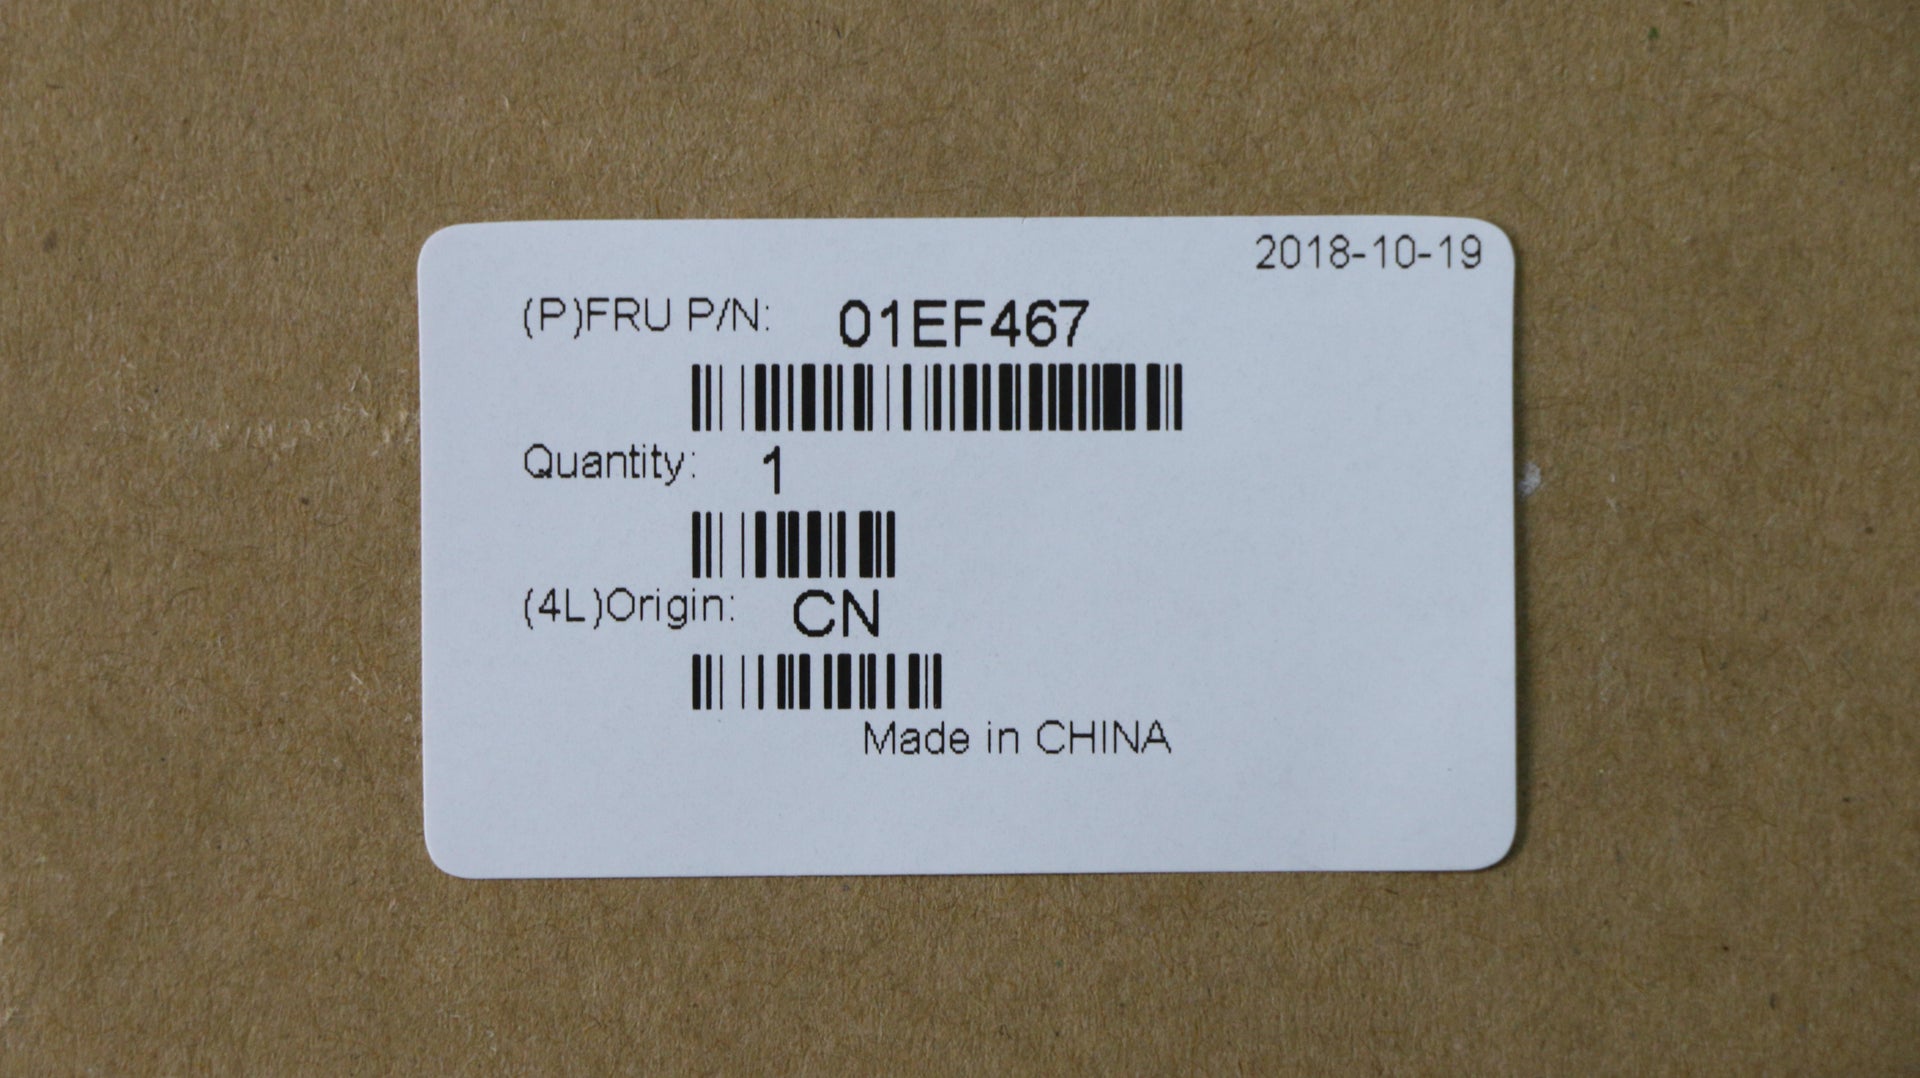 2018-10-19
(P)FRU P/N: 01EF467
Quantity: 1
(4L)Origin: CN
Made in CHINA